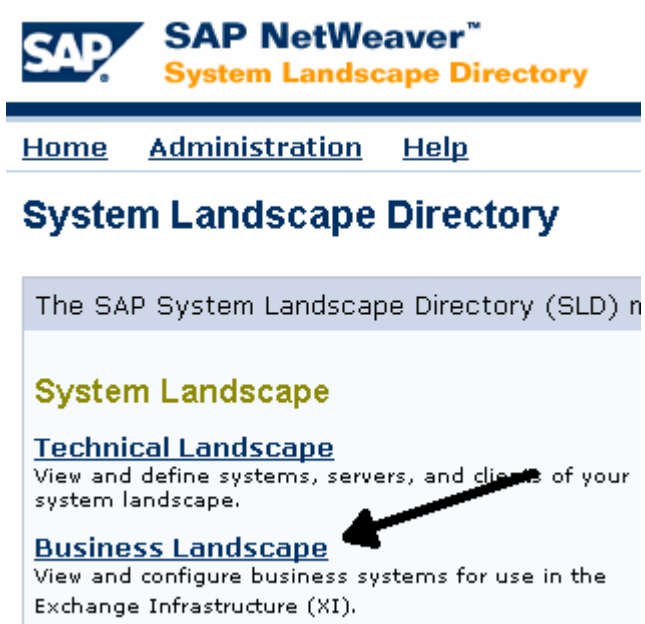 SAP
SAP NetWeaver™
System Landscape Directory
Home Administration Help
System Landscape Directory
The SAP System Landscape Directory (SLD)
System Landscape
Technical Landscape
View and define systems, servers, and clients of your
system landscape.
Business Landscape
View and configure business systems for use in the
Exchange Infrastructure (XI).